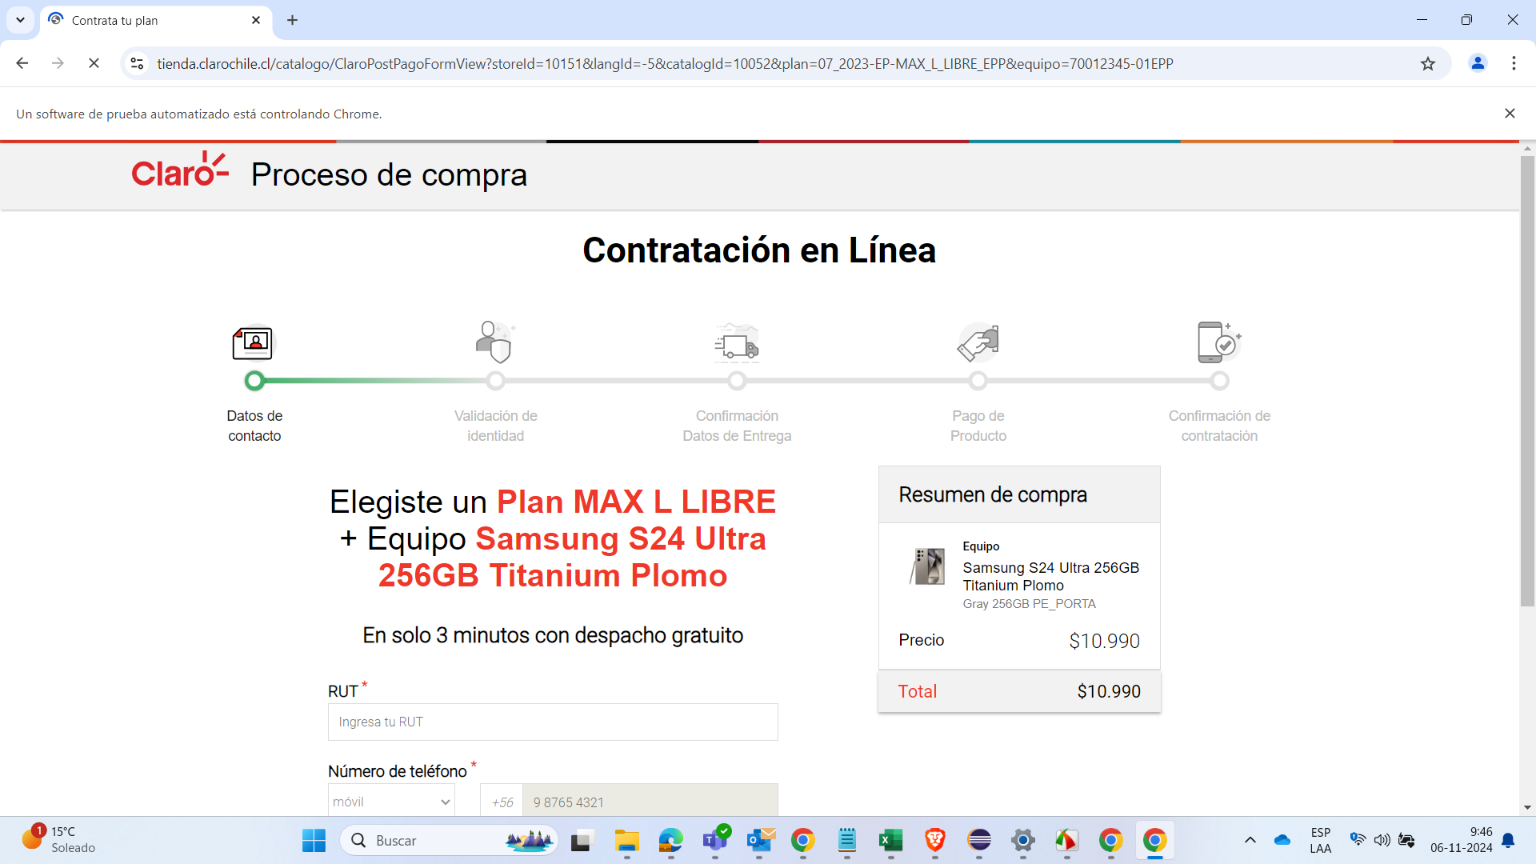 Contrata tu plan
tienda.clarochile.cl/catalogo/ClaroPostPagoFormView?storeId=10151&langId=-5&catalogId=10052&plan=07_2023-EP-MAX_L_LIBRE_EPP&equipo=70012345-01EPP
Un software de prueba automatizado está controlando Chrome.
Claro Proceso de compra
Contratación en Línea
Datos de
contacto
Validación de
identidad
Confirmación
Datos de Entrega
Pago de
Producto
Confirmación de
contratación
Elegiste un Plan MAX L LIBRE
+ Equipo Samsung S24 Ultra
256GB Titanium Plomo
En solo 3 minutos con despacho gratuito
RUT *
Ingresa tu RUT
Número de teléfono *
móvil
+56
9 8765 4321
Resumen de compra
Equipo
Samsung S24 Ultra 256GB
Titanium Plomo
Gray 256GB PE_PORTA
Precio $10.990
Total $10.990
1
15°C
Soleado
Buscar
ESP
LAA
9:46
06-11-2024